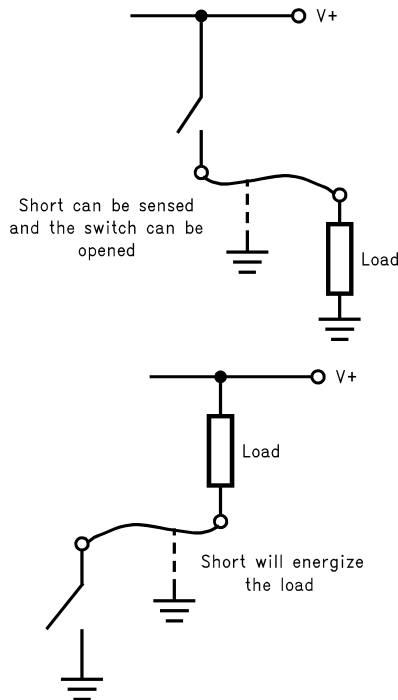 V+
Short can be sensed
and the switch can be
opened
Load
V+
Load
Short will energize
the load